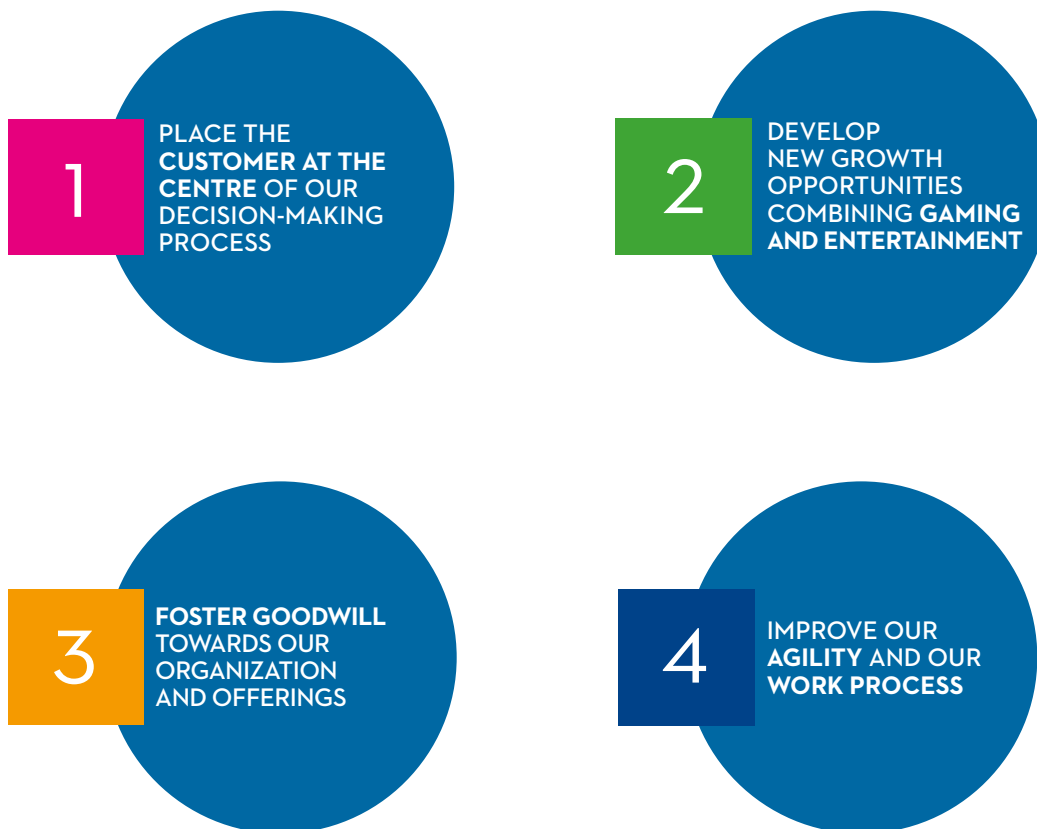 1
PLACE THE
CUSTOMER AT THE
CENTRE OF OUR
DECISION-MAKING
PROCESS
2
DEVELOP
NEW GROWTH
OPPORTUNITIES
COMBINING GAMING
AND ENTERTAINMENT
3
FOSTER GOODWILL
TOWARDS OUR
ORGANIZATION
AND OFFERINGS
4
IMPROVE OUR
AGILITY AND OUR
WORK PROCESS